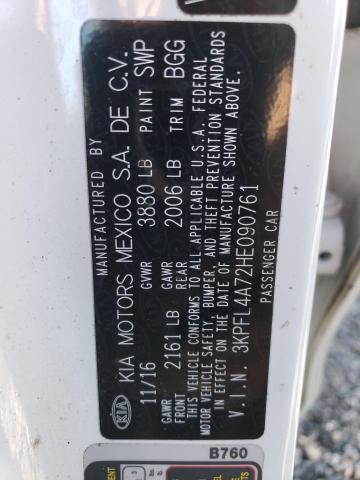 MANUFACTURED BY
KIA KIA MOTORS MEXICO S.A. DE C.V.
11/16 GVWR 3880 LB PAINT SWP
GAWR FRONT 2161 LB GAWR REAR 2006 LB TRIM BGG
THIS VEHICLE CONFORMS TO ALL APPLICABLE U.S.A. FEDERAL
MOTOR VEHICLE SAFETY, BUMPER, AND THEFT PREVENTION STANDARDS
IN EFFECT ON THE DATE OF MANUFACTURE SHOWN ABOVE.
V.I.N. 3KPFL4A72HE090761
PASSENGER CAR
B760